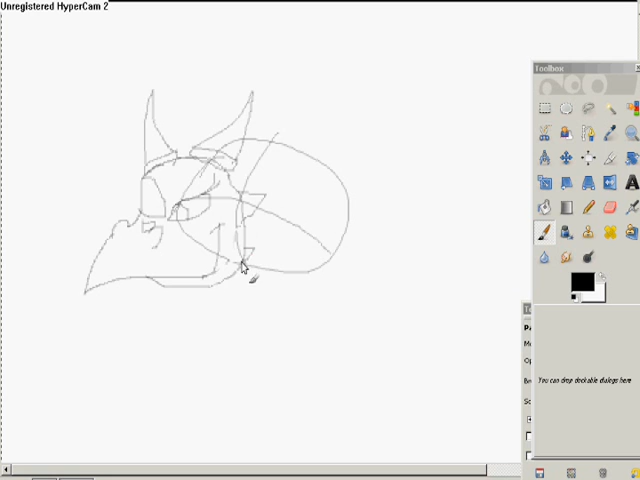 Unregistered HyperCam 2
Toolbox
You can drop dockable dialogs here